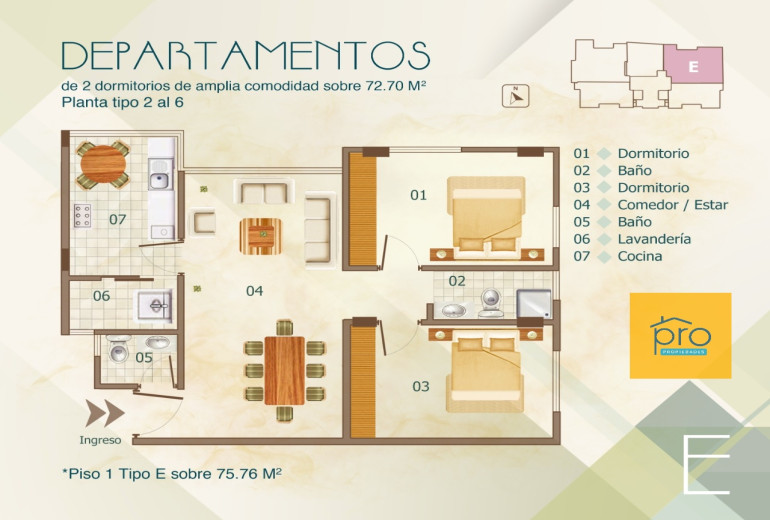 DEPARTAMENTOS
de 2 dormitorios de amplia comodidad sobre 72.70 M²
Planta tipo 2 al 6
E
N
01 Dormitorio
02 Baño
03 Dormitorio
04 Comedor / Estar
05 Baño
06 Lavandería
07 Cocina
01
07
02
04
06
05
03
pro
PROPIEDADES
Ingreso
*Piso 1 Tipo E sobre 75.76 M²
E